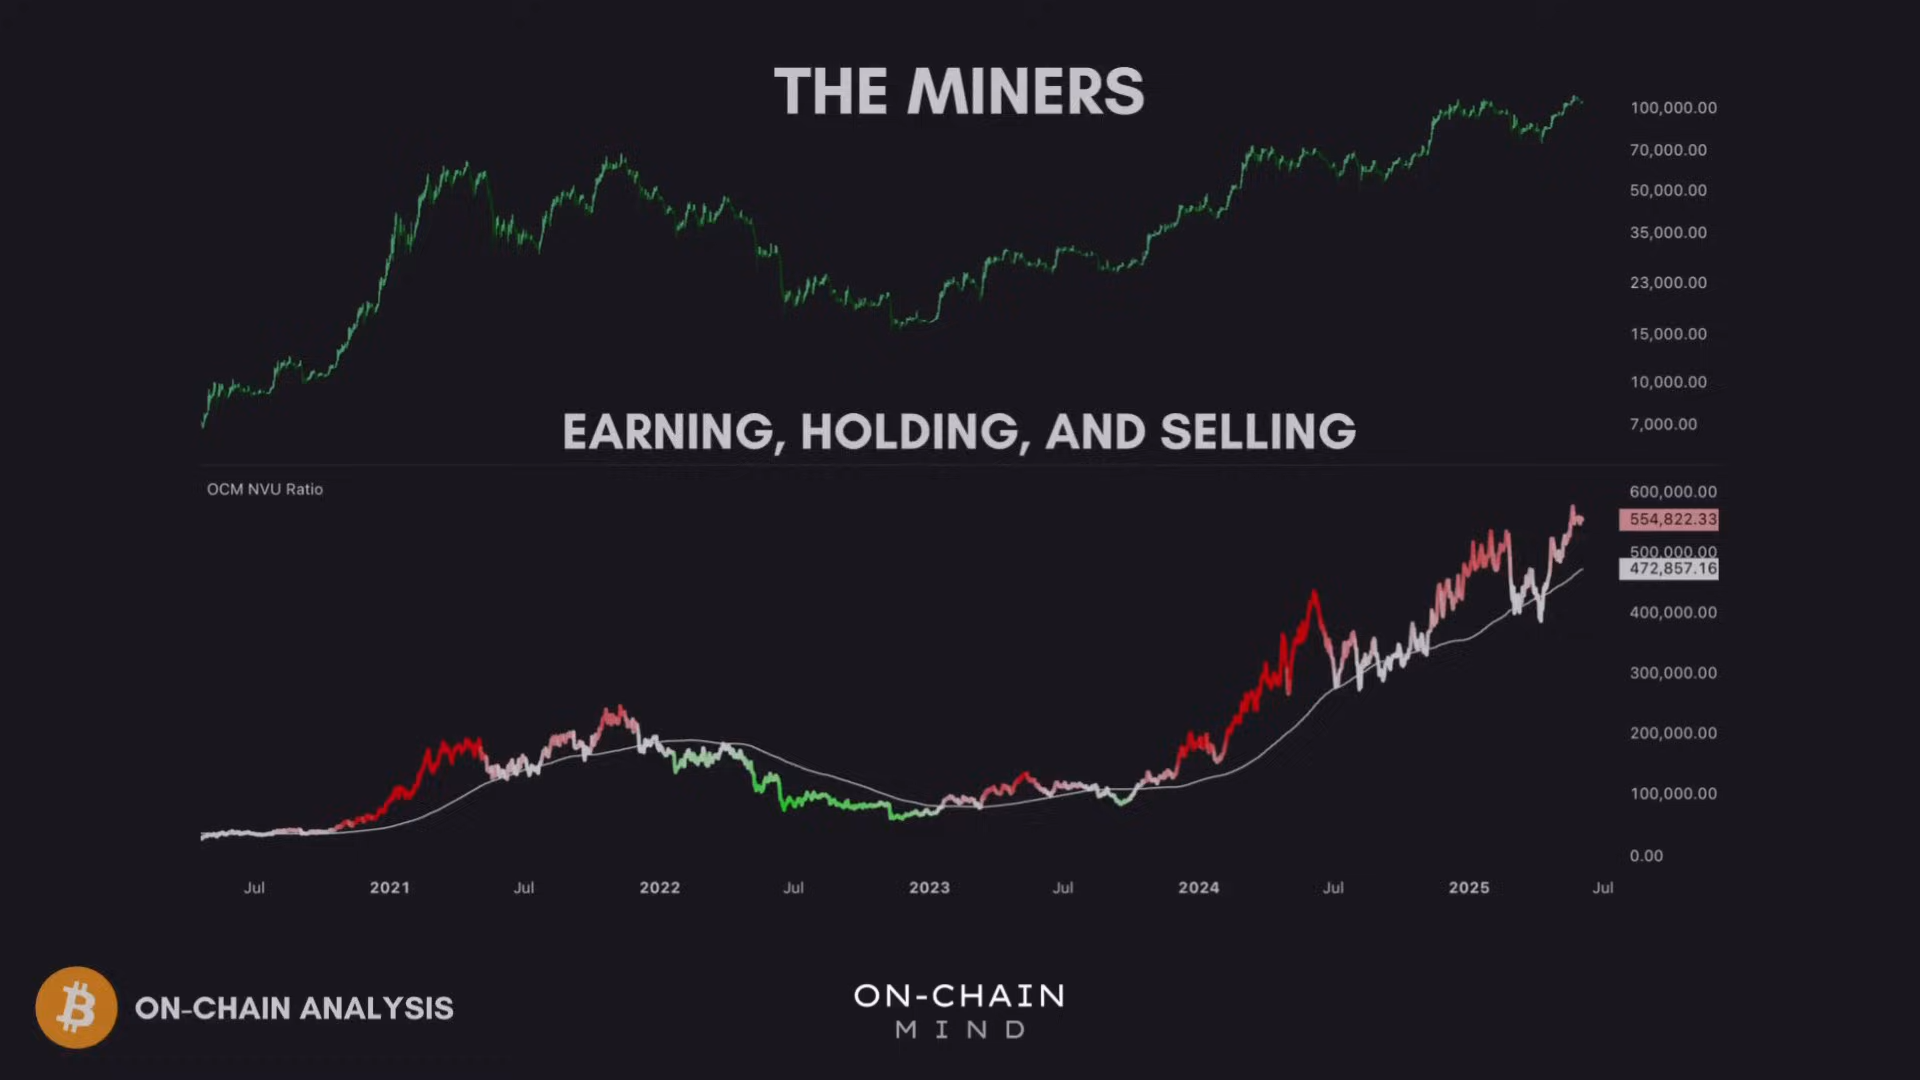 THE MINERS
100,000.00
70,000.00
50,000.00
35,000.00
23,000.00
15,000.00
10,000.00
7,000.00
EARNING, HOLDING, AND SELLING
OCM NVU Ratio
600,000.00
554,822.33
500,000.00
472,857.16
400,000.00
300,000.00
200,000.00
100,000.00
0.00
Jul 2021 Jul 2022 Jul 2023 Jul 2024 Jul 2025 Jul
ON-CHAIN ANALYSIS
ON-CHAIN
MIND